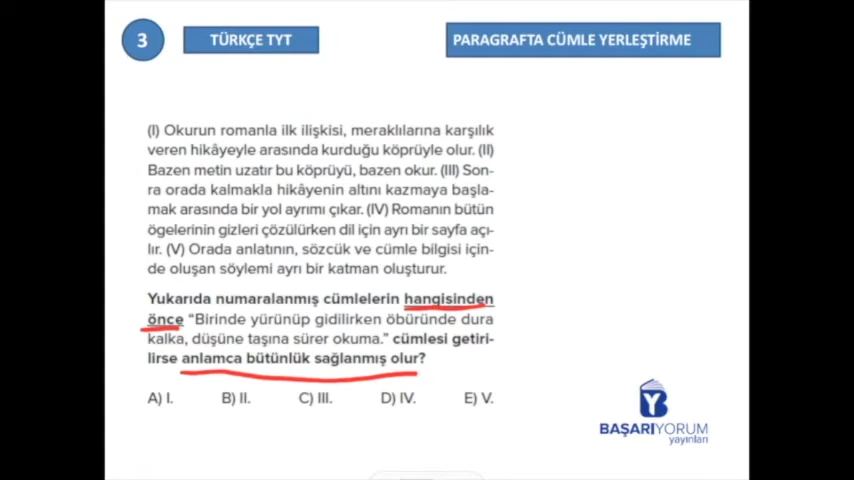 3
TÜRKÇE TYT
PARAGRAFTA CÜMLE YERLEŞTİRME
(I) Okurun romanla ilk ilişkisi, meraklılarına karşılık
veren hikâyeyle arasında kurduğu köprüyle olur. (II)
Bazen metin uzatır bu köprüyü, bazen okur. (III) Son-
ra orada kalmakla hikâyenin altını kazmaya başla-
mak arasında bir yol ayrımı çıkar. (IV) Romanın bütün
ögelerinin gizleri çözülürken dil için ayrı bir sayfa açı-
lır. (V) Orada anlatının, sözcük ve cümle bilgisi için-
de oluşan söylemi ayrı bir katman oluşturur.
Yukarıda numaralanmış cümlelerin hangisinden
önce “Birinde yürünüp gidilirken öbüründe dura
kalka, düşüne taşına sürer okuma.” cümlesi getiri-
lirse anlamca bütünlük sağlanmış olur?
A) I. B) II. C) III. D) IV. E) V.
BAŞARIYORUM
yayınları